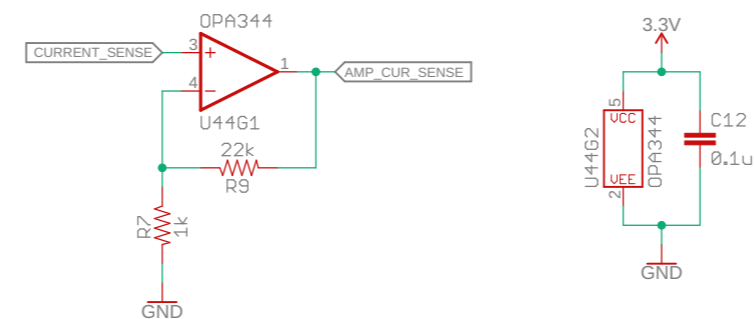 OPA344
CURRENT_SENSE
3
+
1
AMP_CUR_SENSE
4
-
U44G1
22k
R9
R7
1k
GND
3.3V
5
VCC
U44G2
OPA344
VEE
2
C12
0.1u
GND